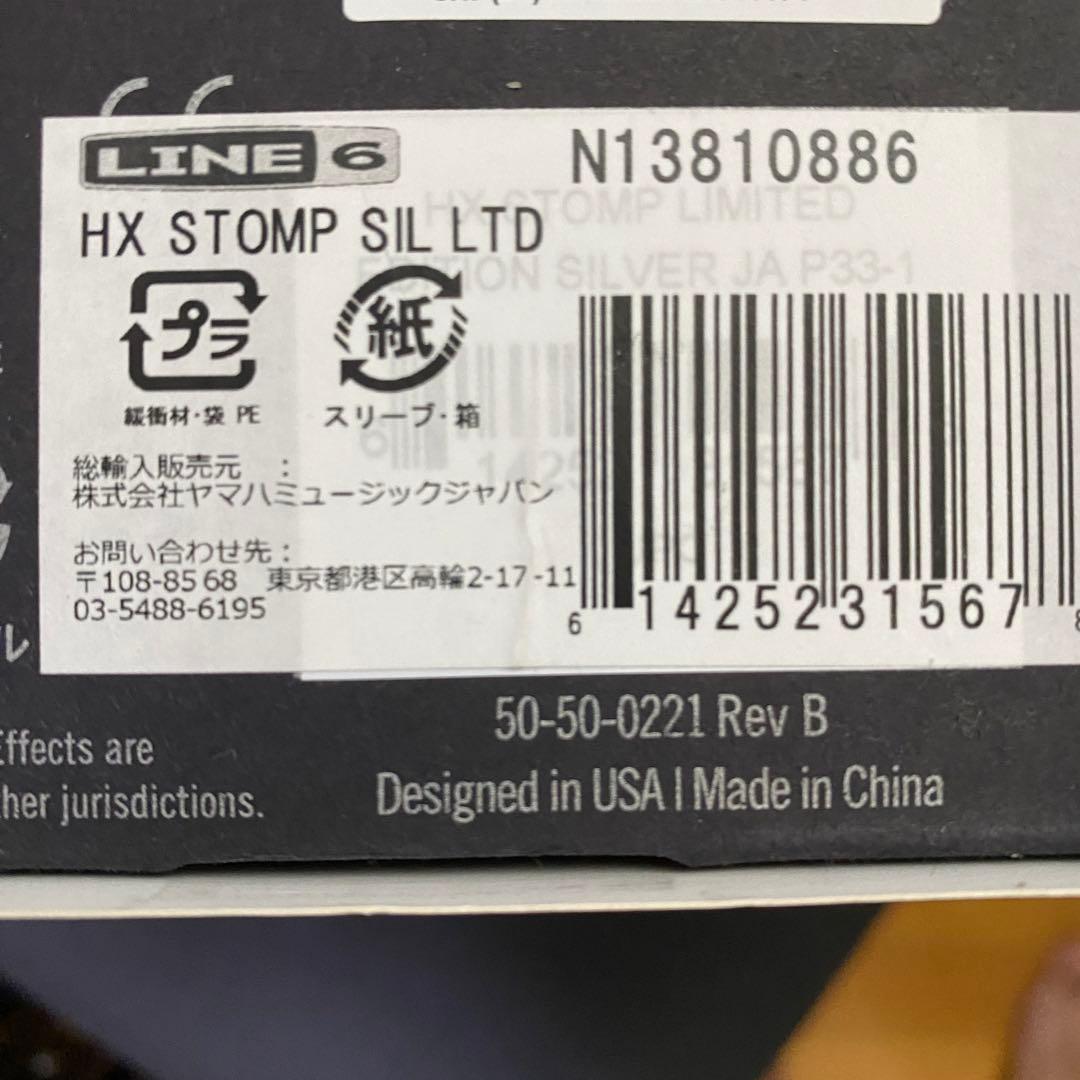 LINE 6
N13810886
HX STOMP SIL LTD
HX STOMP LIMITED
EDITION SILVER JA P33-1
プラ
紙
緩衝材・袋 PE
スリーブ・箱
総輸入販売元 :
株式会社ヤマハミュージックジャパン
お問い合わせ先:
〒108-8568 東京都港区高輪2-17-11
03-5488-6195
6 14252 31567 8
ル
50-50-0221 Rev B
Effects are
her jurisdictions.
Designed in USA | Made in China